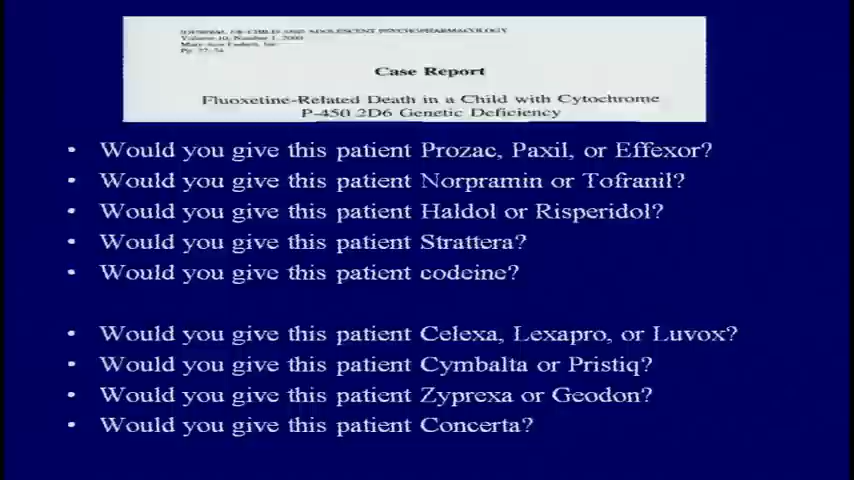 JOURNAL OF CHILD AND ADOLESCENT PSYCHOPHARMACOLOGY
Volume 10, Number 1, 2000
Mary Ann Liebert, Inc.
Pp. 27-34
Case Report
Fluoxetine-Related Death in a Child with Cytochrome
P-450 2D6 Genetic Deficiency
• Would you give this patient Prozac, Paxil, or Effexor?
• Would you give this patient Norpramin or Tofranil?
• Would you give this patient Haldol or Risperidol?
• Would you give this patient Strattera?
• Would you give this patient codeine?
• Would you give this patient Celexa, Lexapro, or Luvox?
• Would you give this patient Cymbalta or Pristiq?
• Would you give this patient Zyprexa or Geodon?
• Would you give this patient Concerta?